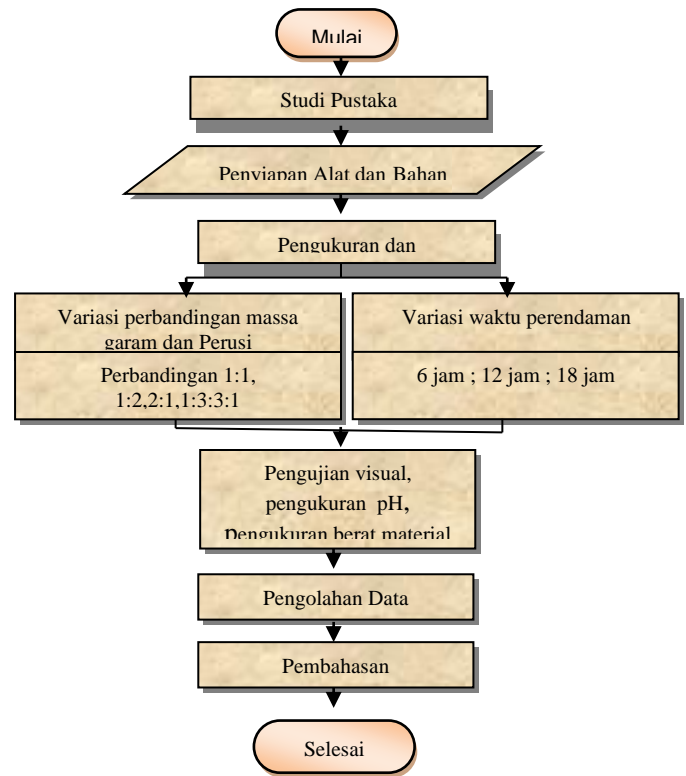 Mulai
Studi Pustaka
Penyiapan Alat dan Bahan
Pengukuran dan
Variasi perbandingan massa
garam dan Perusi
Perbandingan 1:1,
1:2,2:1,1:3:3:1
Variasi waktu perendaman
6 jam ; 12 jam ; 18 jam
Pengujian visual,
pengukuran pH,
pengukuran berat material
Pengolahan Data
Pembahasan
Selesai